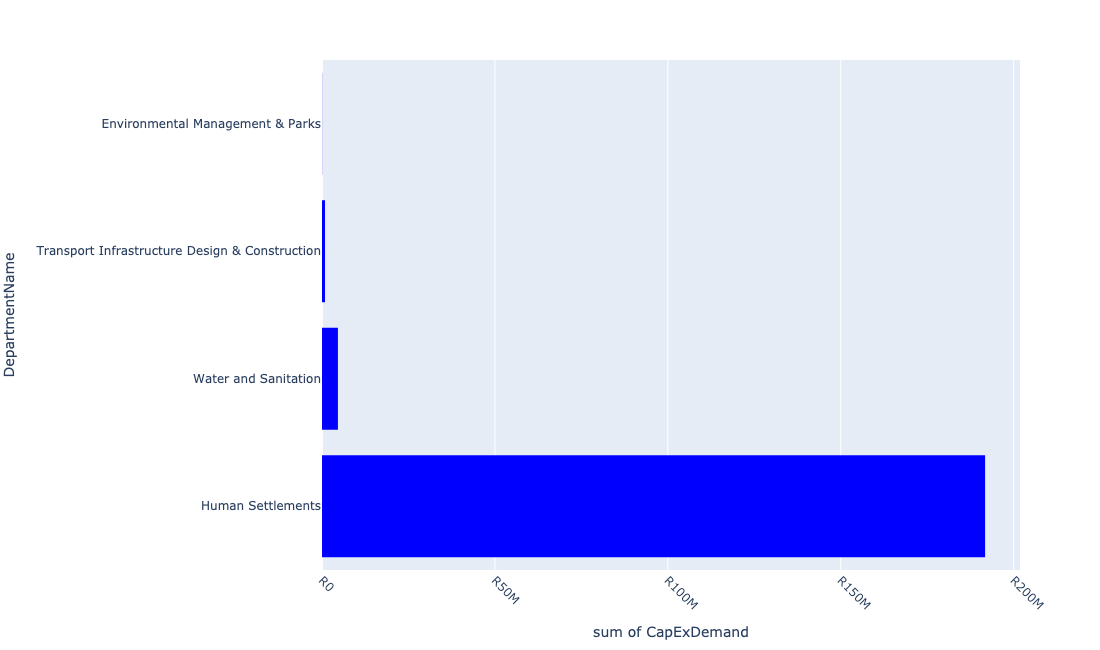 Environmental Management & Parks
Transport Infrastructure Design & Construction
Water and Sanitation
Human Settlements
DepartmentName
R0
R50M
R100M
R150M
R200M
sum of CapExDemand